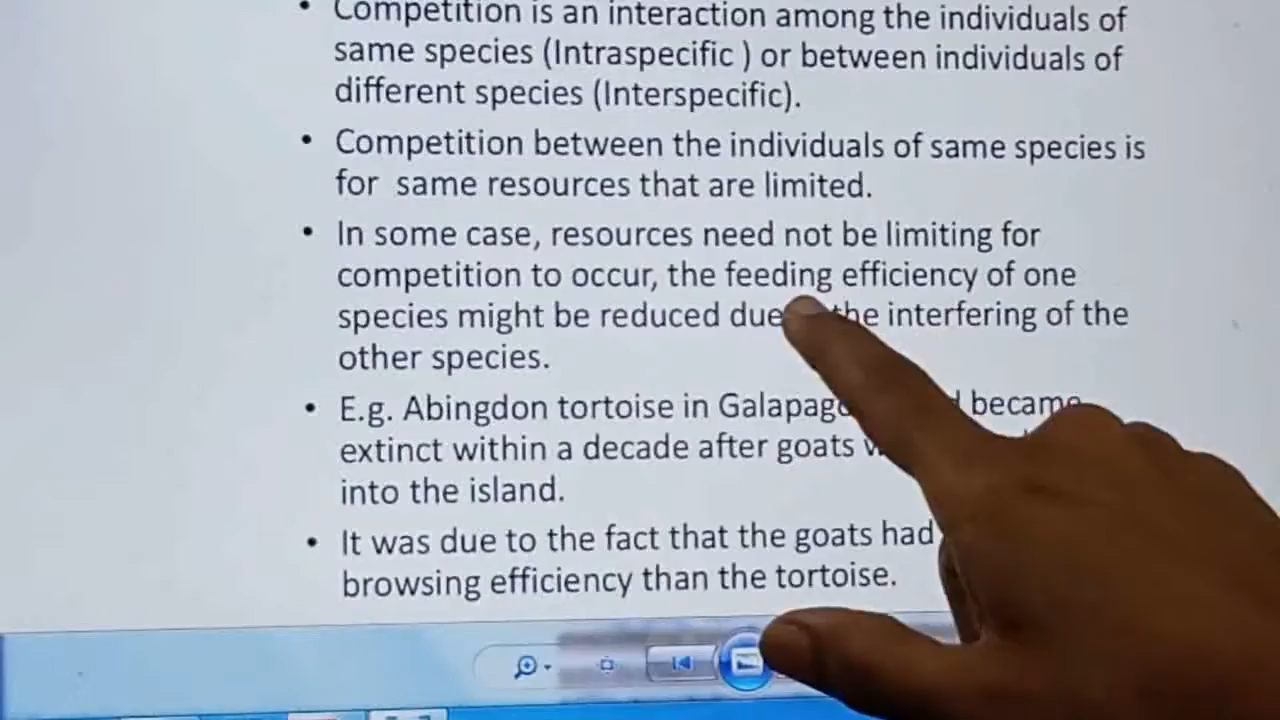 • Competition is an interaction among the individuals of
same species (Intraspecific ) or between individuals of
different species (Interspecific).
• Competition between the individuals of same species is
for same resources that are limited.
• In some case, resources need not be limiting for
competition to occur, the feeding efficiency of one
species might be reduced due the interfering of the
other species.
• E.g. Abingdon tortoise in became
extinct within a decade after goats
into the island.
• It was due to the fact that the goats had
browsing efficiency than the tortoise.